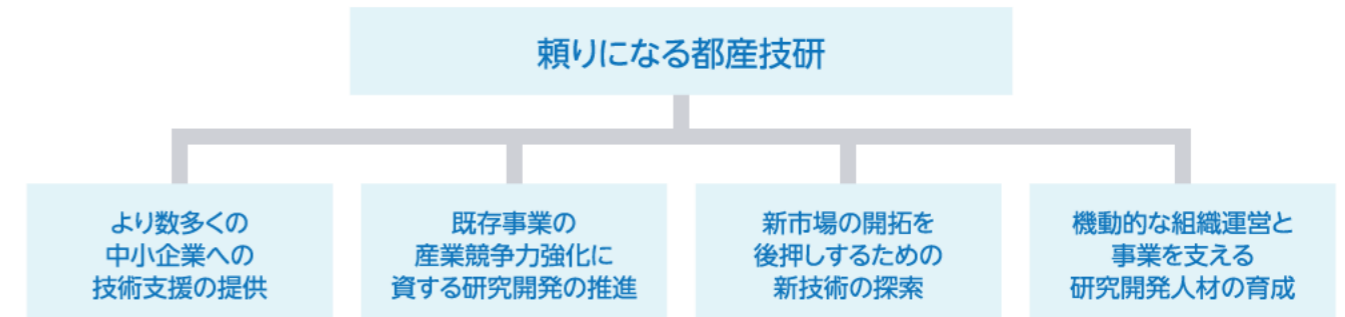 頼りになる都産技研
より数多くの
中小企業への
技術支援の提供
既存事業の
産業競争力強化に
資する研究開発の推進
新市場の開拓を
後押しするための
新技術の探索
機動的な組織運営と
事業を支える
研究開発人材の育成